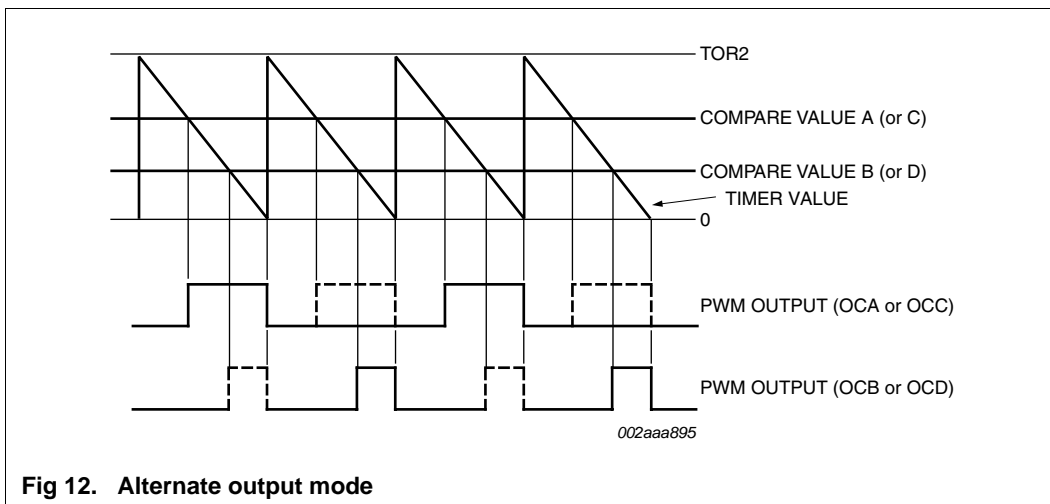 TOR2
COMPARE VALUE A (or C)
COMPARE VALUE B (or D)
TIMER VALUE
0
PWM OUTPUT (OCA or OCC)
PWM OUTPUT (OCB or OCD)
002aaa895
Fig 12. Alternate output mode